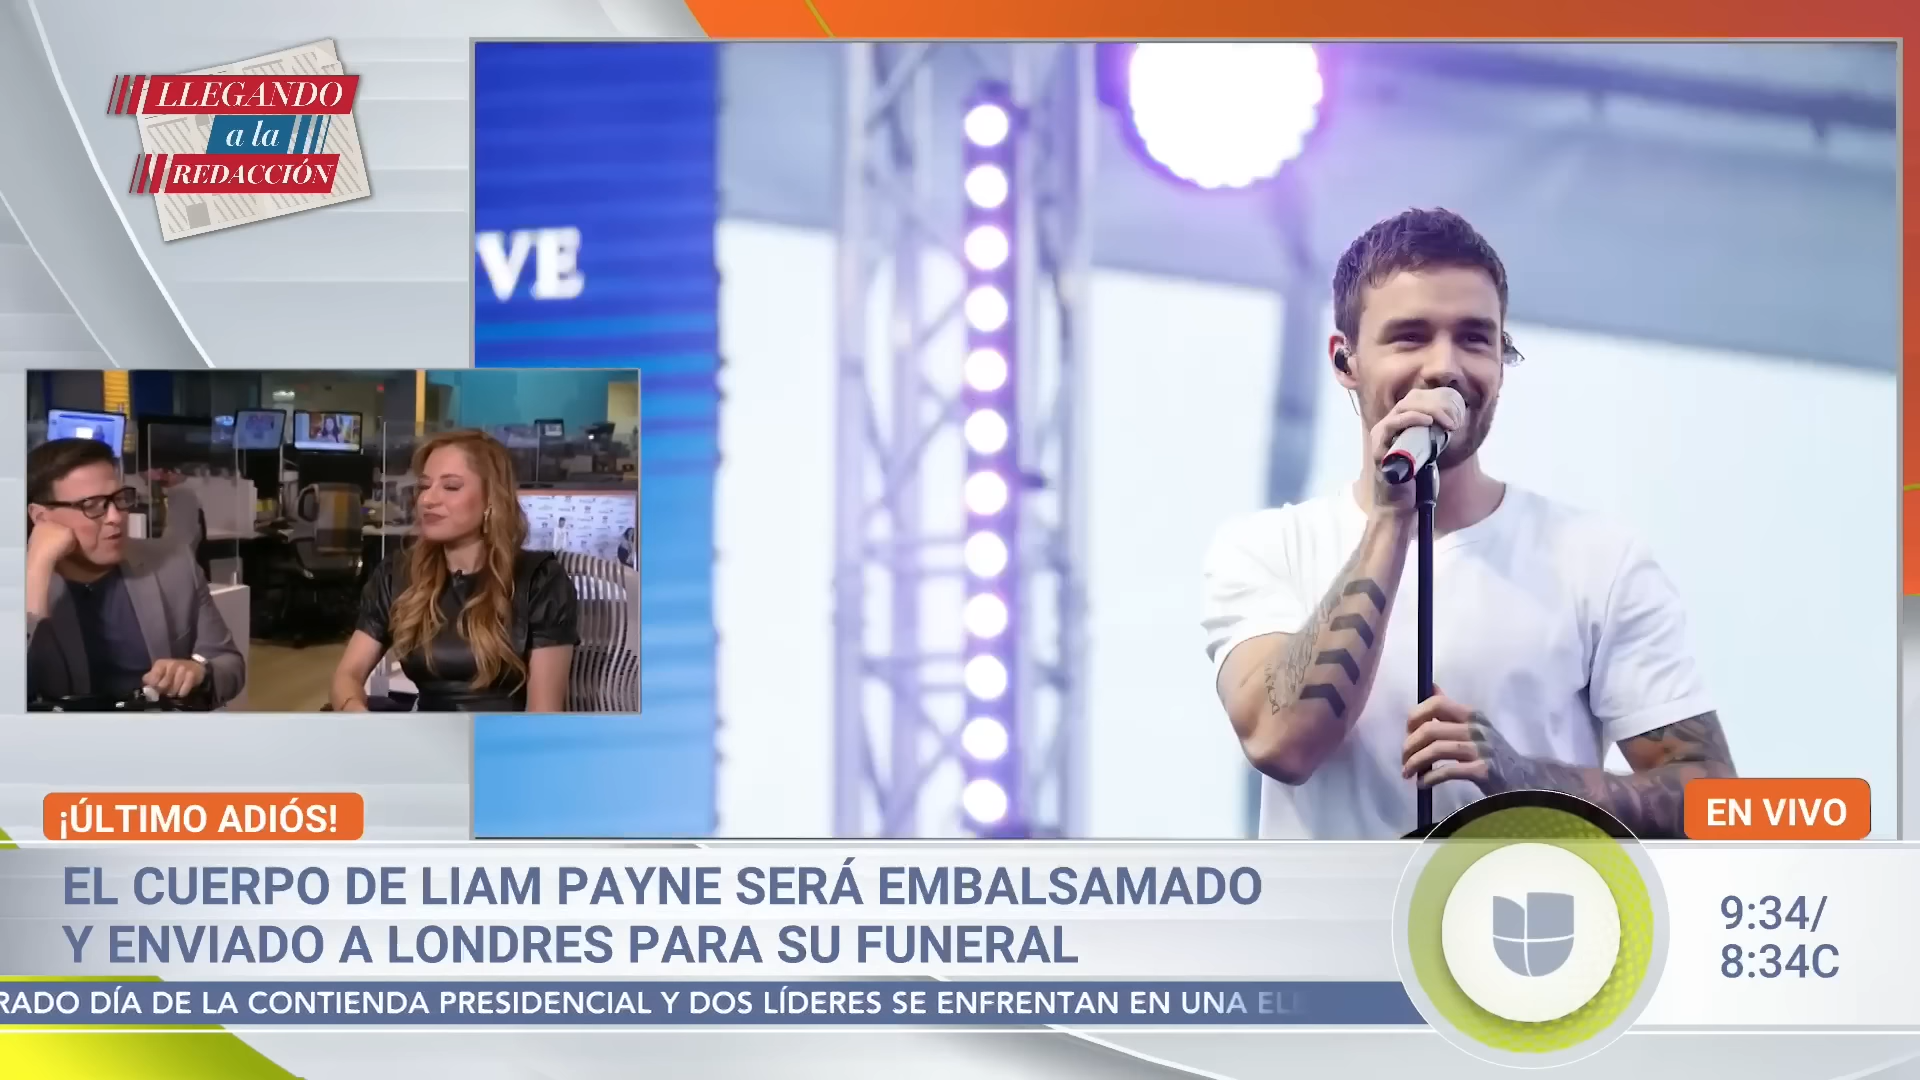 LLEGANDO
a la
REDACCIÓN
VE
¡ÚLTIMO ADIÓS!
EN VIVO
EL CUERPO DE LIAM PAYNE SERÁ EMBALSAMADO
Y ENVIADO A LONDRES PARA SU FUNERAL
9:34/
8:34C
RADO DÍA DE LA CONTIENDA PRESIDENCIAL Y DOS LÍDERES SE ENFRENTAN EN UNA ELE